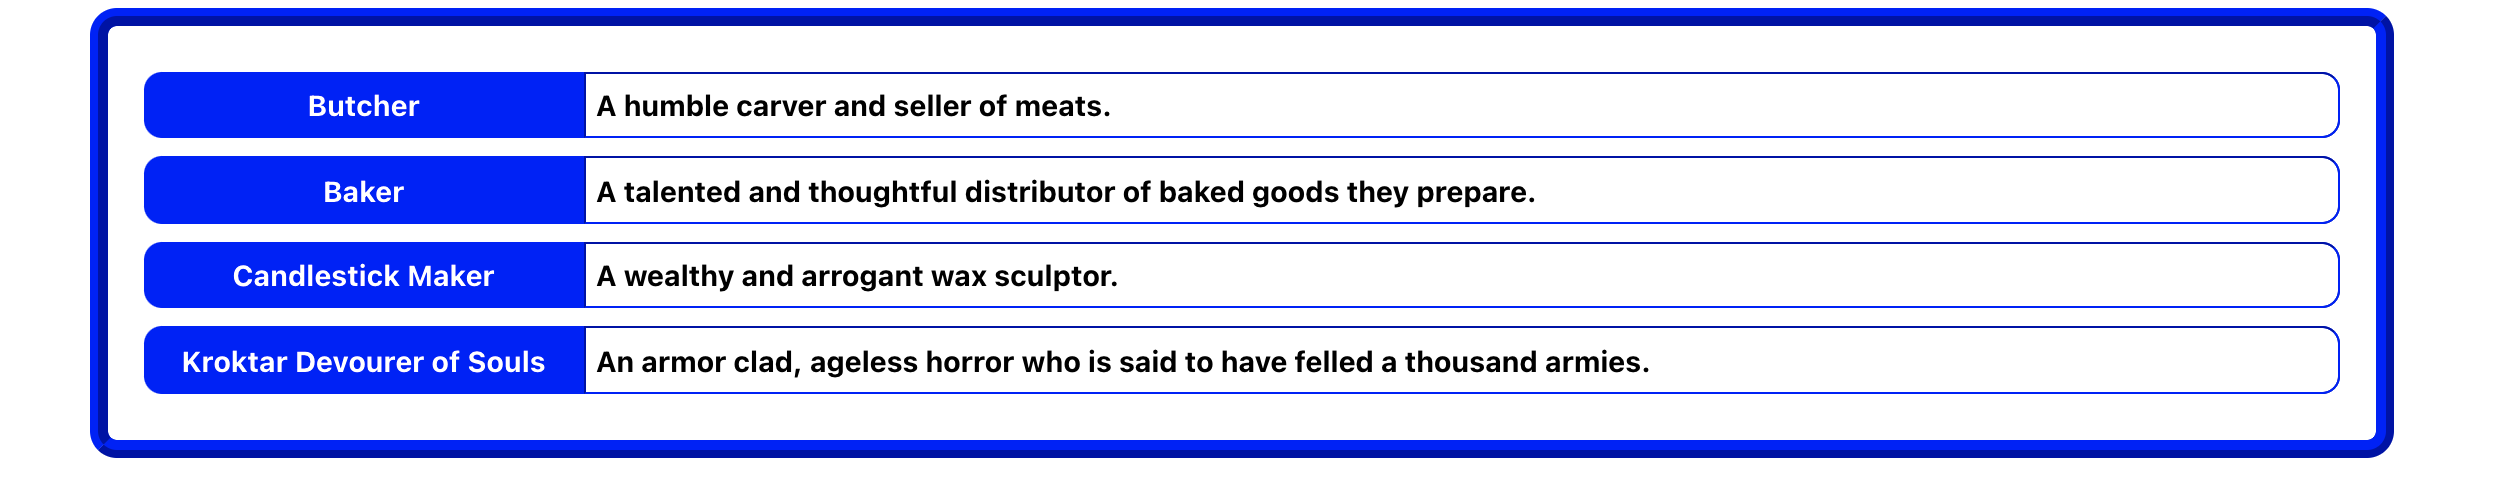 Butcher A humble carver and seller of meats.
Baker A talented and thoughtful distributor of baked goods they prepare.
Candlestick Maker A wealthy and arrogant wax sculptor.
Kroktar Devourer of Souls An armor clad, ageless horror who is said to have felled a thousand armies.